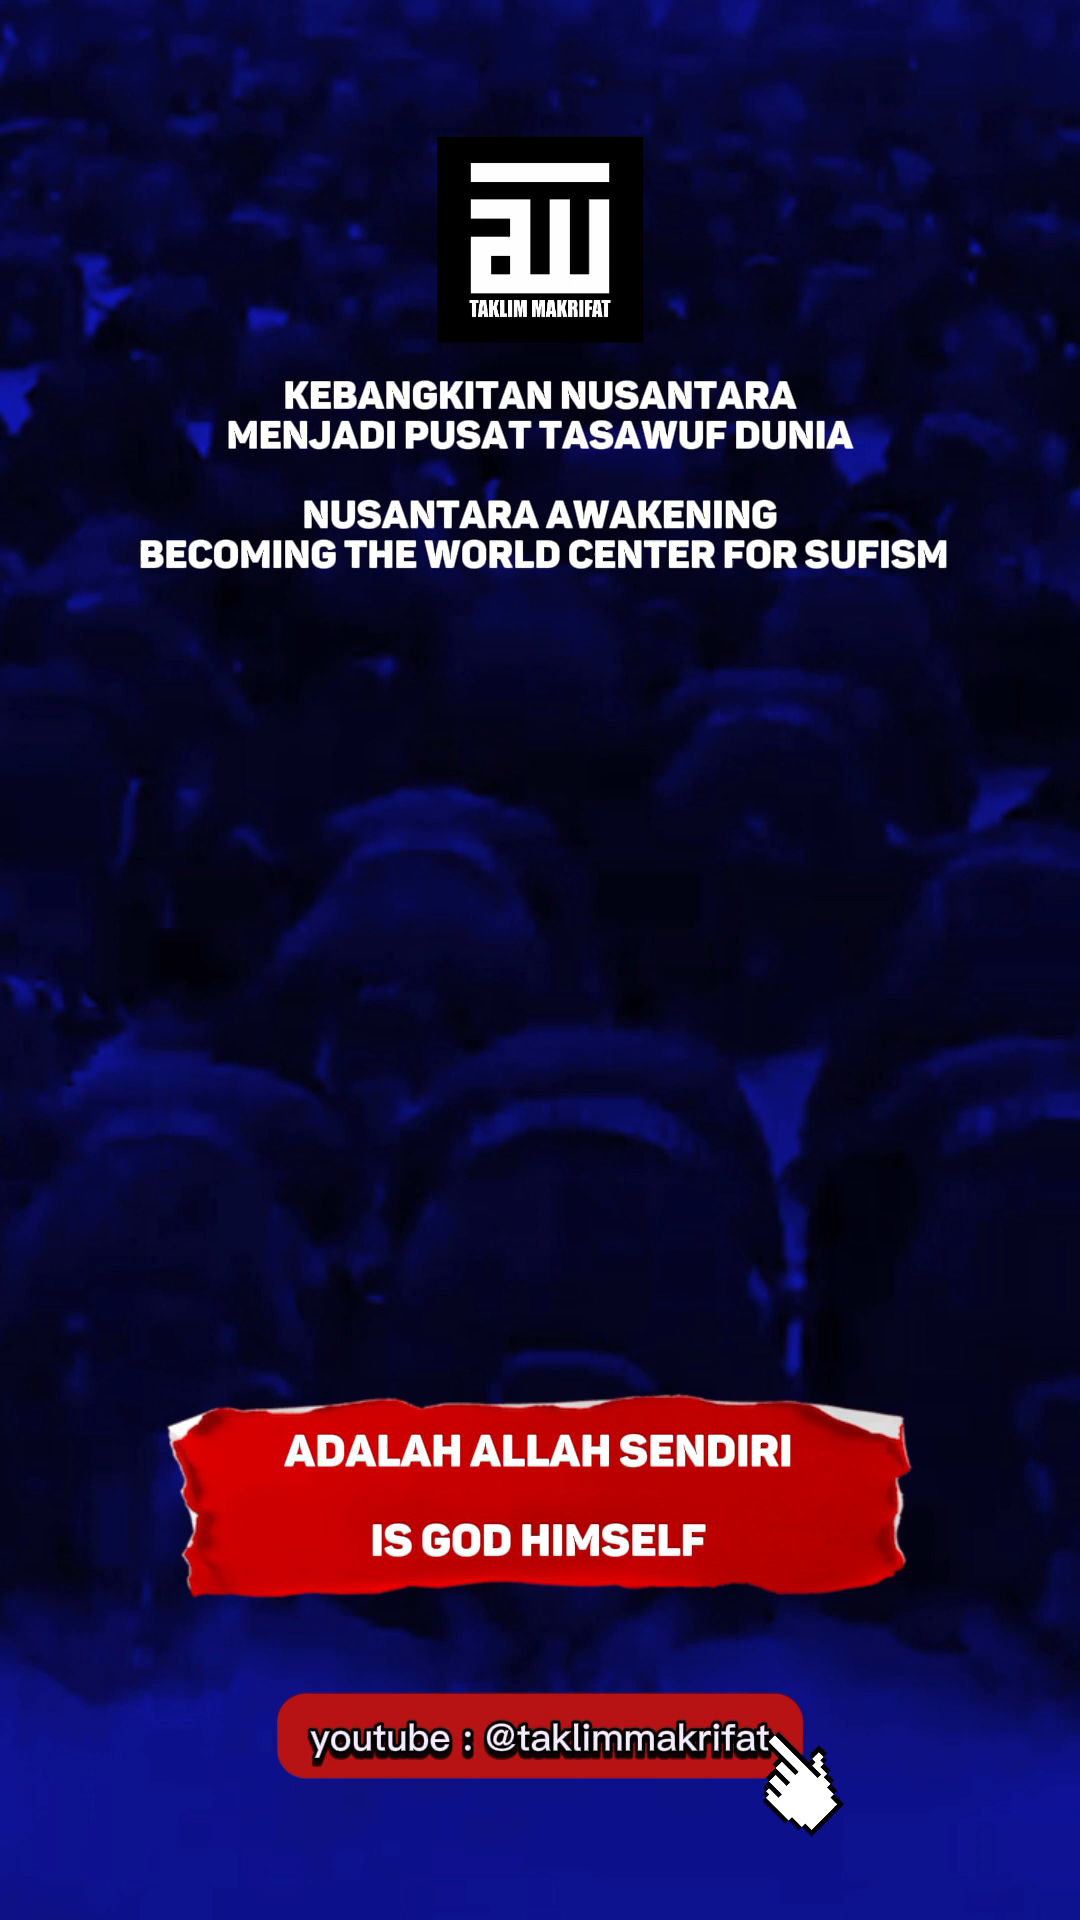 TAKLIM MAKRIFAT
KEBANGKITAN NUSANTARA
MENJADI PUSAT TASAWUF DUNIA
NUSANTARA AWAKENING
BECOMING THE WORLD CENTER FOR SUFISM
ADALAH ALLAH SENDIRI
IS GOD HIMSELF
youtube : @taklimmakrifat